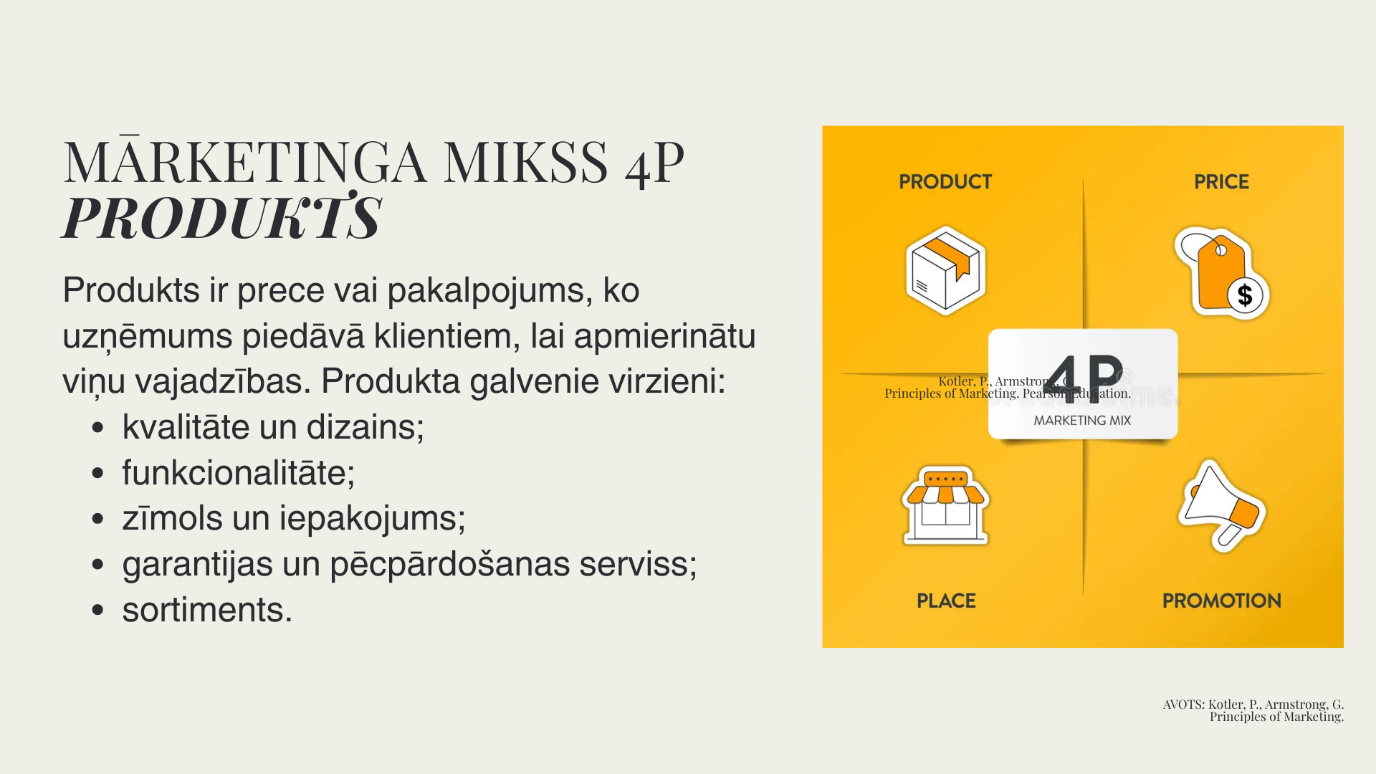 MĀRKETINGA MIKSS 4P
PRODUKTS
Produkts ir prece vai pakalpojums, ko
uzņēmums piedāvā klientiem, lai apmierinātu
viņu vajadzības. Produkta galvenie virzieni:
• kvalitāte un dizains;
• funkcionalitāte;
• zīmols un iepakojums;
• garantijas un pēcpārdošanas serviss;
• sortiments.
PRODUCT
PRICE
$
4P
Kotler, P., Armstrong, G.
Principles of Marketing. Pearson Education.
MARKETING MIX
PLACE
PROMOTION
AVOTS: Kotler, P., Armstrong, G.
Principles of Marketing.